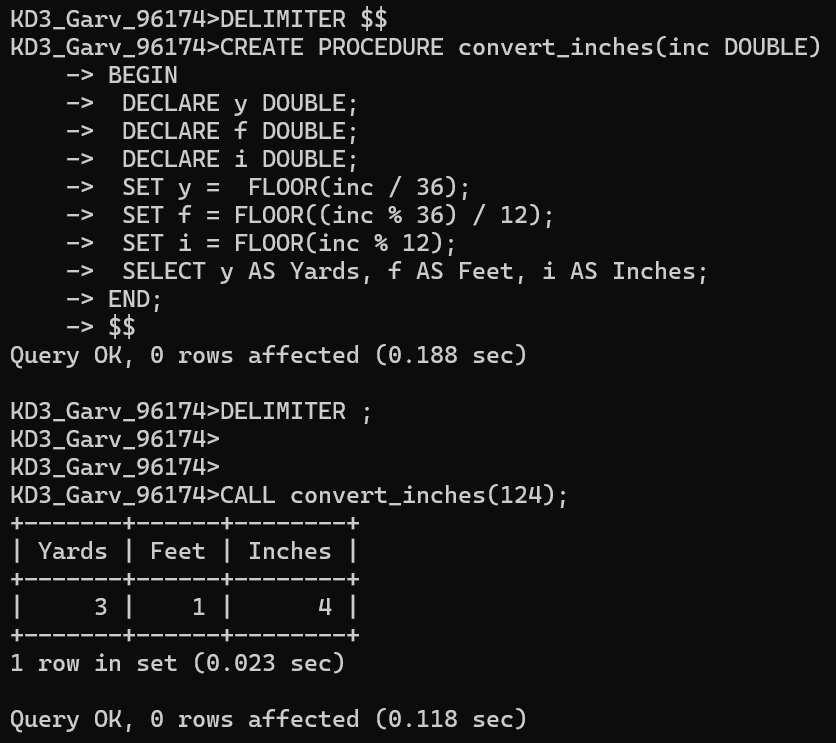 KD3_Garv_96174>DELIMITER $$
KD3_Garv_96174>CREATE PROCEDURE convert_inches(inc DOUBLE)
    -> BEGIN
    ->  DECLARE y DOUBLE;
    ->  DECLARE f DOUBLE;
    ->  DECLARE i DOUBLE;
    ->  SET y =  FLOOR(inc / 36);
    ->  SET f = FLOOR((inc % 36) / 12);
    ->  SET i = FLOOR(inc % 12);
    ->  SELECT y AS Yards, f AS Feet, i AS Inches;
    -> END;
    -> $$
Query OK, 0 rows affected (0.188 sec)

KD3_Garv_96174>DELIMITER ;
KD3_Garv_96174>
KD3_Garv_96174>
KD3_Garv_96174>CALL convert_inches(124);
+-------+------+--------+
| Yards | Feet | Inches |
+-------+------+--------+
|     3 |    1 |      4 |
+-------+------+--------+
1 row in set (0.023 sec)

Query OK, 0 rows affected (0.118 sec)